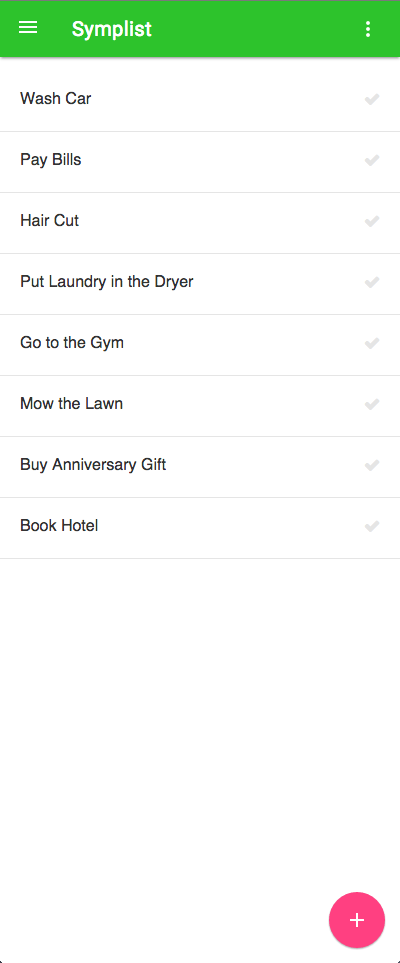 Symplist
Wash Car
Pay Bills
Hair Cut
Put Laundry in the Dryer
Go to the Gym
Mow the Lawn
Buy Anniversary Gift
Book Hotel